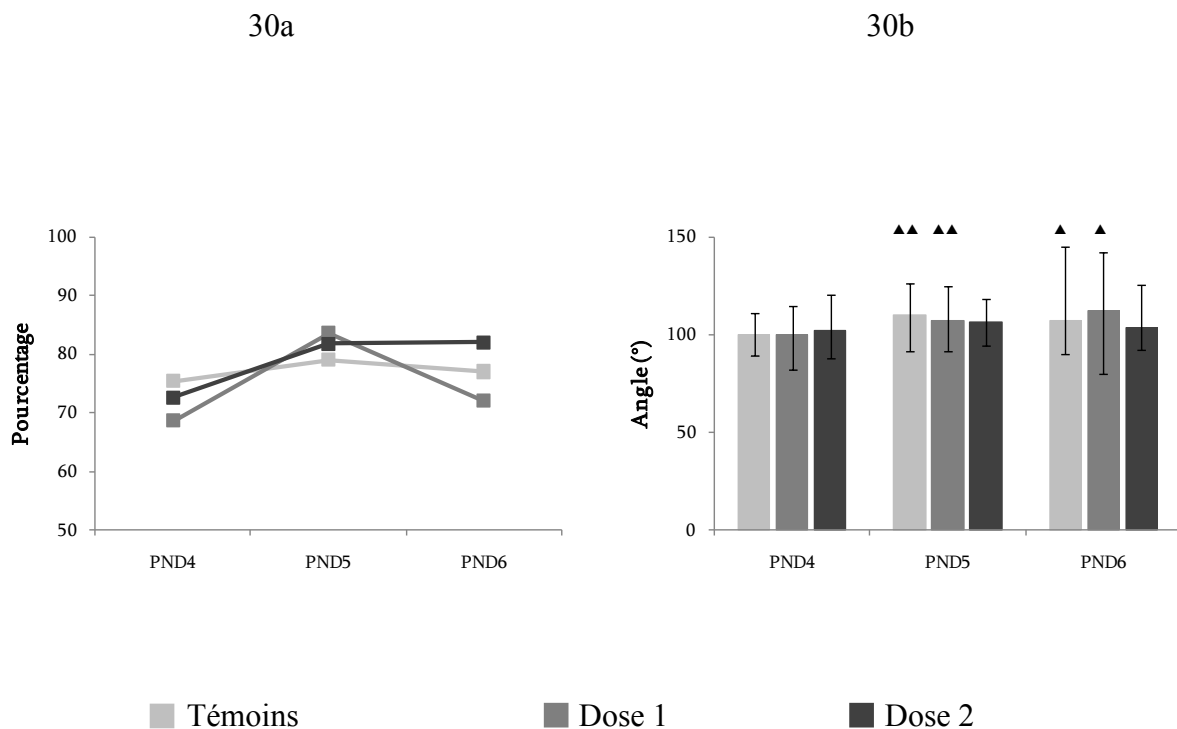 30a
30b
Pourcentage
100
90
80
70
60
50
PND4 PND5 PND6
Angle (°)
150
100
50
0
▲▲ ▲▲ ▲ ▲
PND4 PND5 PND6
Témoins Dose 1 Dose 2